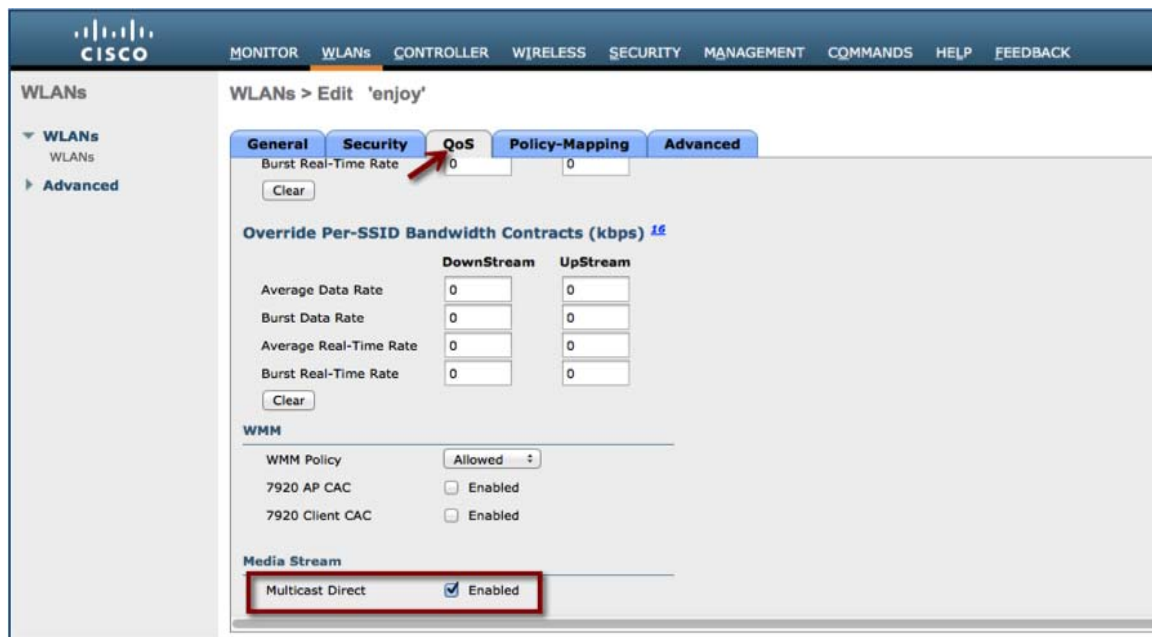 CISCO
MONITOR WLANs CONTROLLER WIRELESS SECURITY MANAGEMENT COMMANDS HELP FEEDBACK
WLANs
WLANs > Edit 'enjoy'
WLANs
WLANs
Advanced
General Security QoS Policy-Mapping Advanced
Burst Real-Time Rate 0 0
Clear
Override Per-SSID Bandwidth Contracts (kbps) 16
DownStream UpStream
Average Data Rate 0 0
Burst Data Rate 0 0
Average Real-Time Rate 0 0
Burst Real-Time Rate 0 0
Clear
WMM
WMM Policy Allowed
7920 AP CAC Enabled
7920 Client CAC Enabled
Media Stream
Multicast Direct Enabled